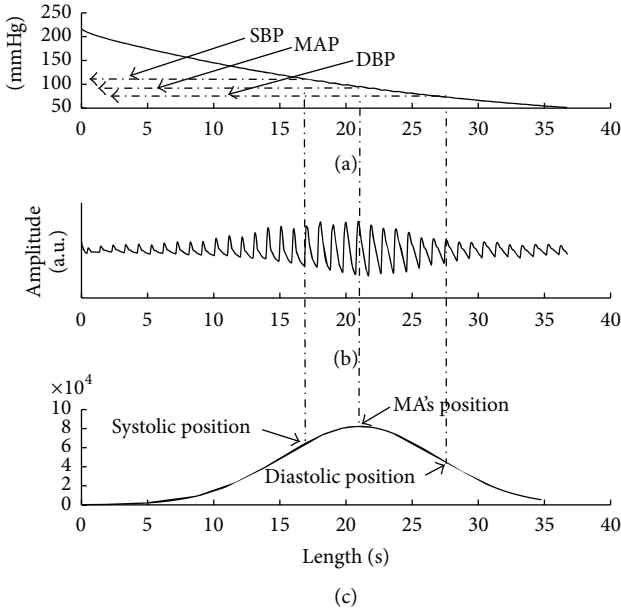 250
200
150
100
50
(mmHg)
SBP
MAP
DBP
0 5 10 15 20 25 30 35 40
(a)
Amplitude
(a.u.)
0 5 10 15 20 25 30 35 40
(b)
×10⁴
10
8
6
4
2
0
Systolic position
MA's position
Diastolic position
0 5 10 15 20 25 30 35 40
Length (s)
(c)